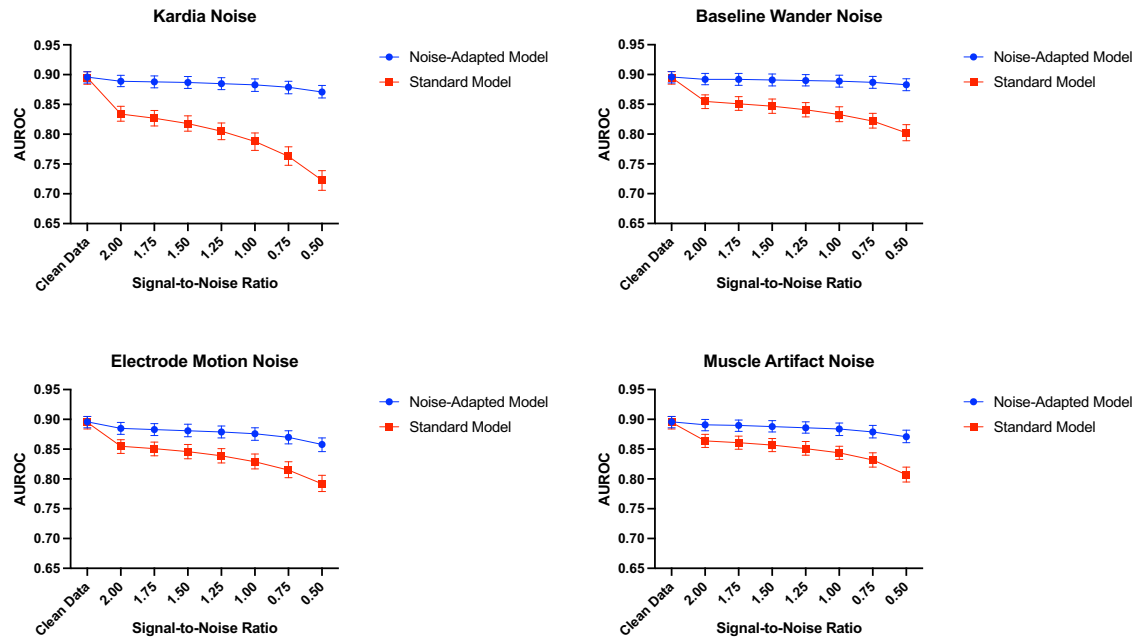 Kardia Noise
0.95
0.90
0.85
0.80
0.75
0.70
0.65
AUROC
Clean Data
2.00
1.75
1.50
1.25
1.00
0.75
0.50
Signal-to-Noise Ratio
Noise-Adapted Model
Standard Model
Baseline Wander Noise
0.95
0.90
0.85
0.80
0.75
0.70
0.65
AUROC
Clean Data
2.00
1.75
1.50
1.25
1.00
0.75
0.50
Signal-to-Noise Ratio
Noise-Adapted Model
Standard Model
Electrode Motion Noise
0.95
0.90
0.85
0.80
0.75
0.70
0.65
AUROC
Clean Data
2.00
1.75
1.50
1.25
1.00
0.75
0.50
Signal-to-Noise Ratio
Noise-Adapted Model
Standard Model
Muscle Artifact Noise
0.95
0.90
0.85
0.80
0.75
0.70
0.65
AUROC
Clean Data
2.00
1.75
1.50
1.25
1.00
0.75
0.50
Signal-to-Noise Ratio
Noise-Adapted Model
Standard Model